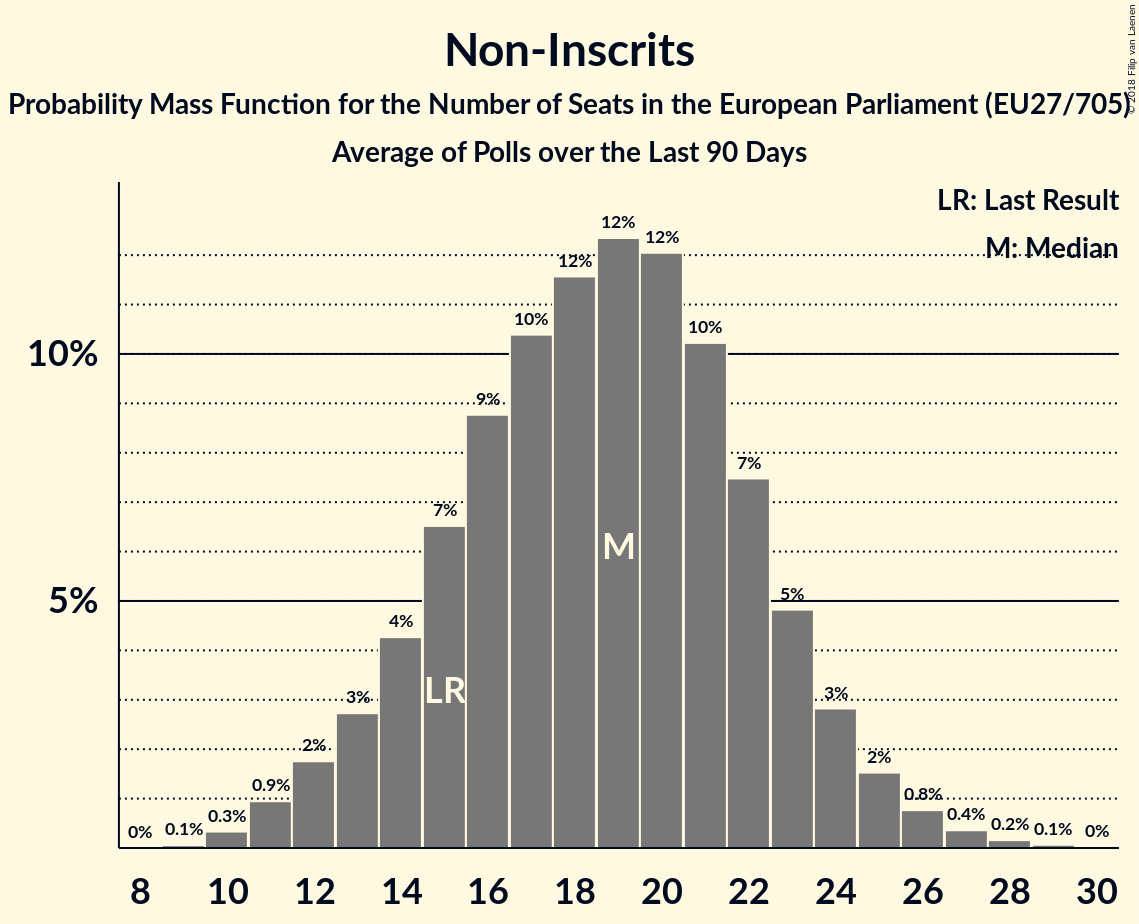 Non-Inscrits
Probability Mass Function for the Number of Seats in the European Parliament (EU27/705)
Average of Polls over the Last 90 Days
© 2018 Filip van Laenen
LR: Last Result
M: Median
10%
5%
0%
0.1%
0.3%
0.9%
2%
3%
4%
7%
9%
10%
12%
12%
12%
10%
7%
5%
3%
2%
0.8%
0.4%
0.2%
0.1%
0%
LR
M
8 10 12 14 16 18 20 22 24 26 28 30